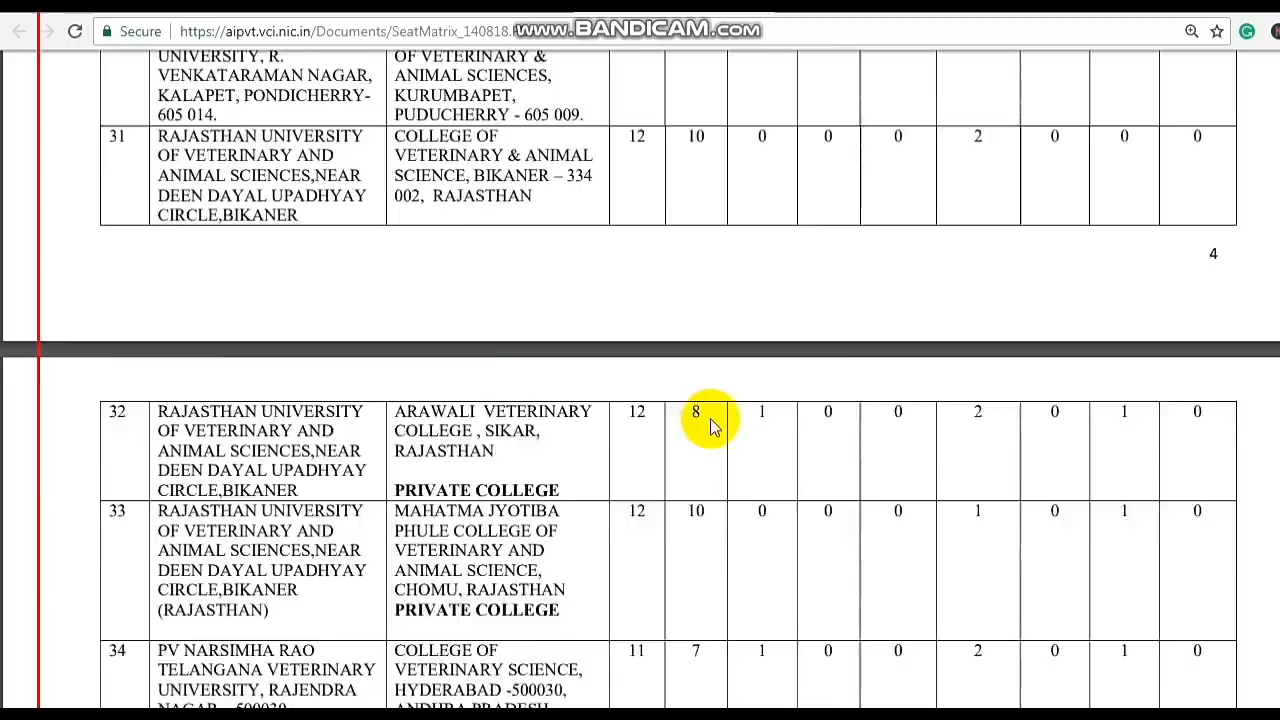 Secure https://aipvt.vci.nic.in/Documents/SeatMatrix_140818.
www.BANDICAM.com
UNIVERSITY, R.
VENKATARAMAN NAGAR,
KALAPET, PONDICHERRY-
605 014.
OF VETERINARY &
ANIMAL SCIENCES,
KURUMBAPET,
PUDUCHERRY - 605 009.
31
RAJASTHAN UNIVERSITY
OF VETERINARY AND
ANIMAL SCIENCES,NEAR
DEEN DAYAL UPADHYAY
CIRCLE,BIKANER
COLLEGE OF
VETERINARY & ANIMAL
SCIENCE, BIKANER – 334
002, RAJASTHAN
12 10 0 0 0 2 0 0 0
4
32
RAJASTHAN UNIVERSITY
OF VETERINARY AND
ANIMAL SCIENCES,NEAR
DEEN DAYAL UPADHYAY
CIRCLE,BIKANER
ARAWALI VETERINARY
COLLEGE , SIKAR,
RAJASTHAN
PRIVATE COLLEGE
12 8 1 0 0 2 0 1 0
33
RAJASTHAN UNIVERSITY
OF VETERINARY AND
ANIMAL SCIENCES,NEAR
DEEN DAYAL UPADHYAY
CIRCLE,BIKANER
(RAJASTHAN)
MAHATMA JYOTIBA
PHULE COLLEGE OF
VETERINARY AND
ANIMAL SCIENCE,
CHOMU, RAJASTHAN
PRIVATE COLLEGE
12 10 0 0 0 1 0 1 0
34
PV NARSIMHA RAO
TELANGANA VETERINARY
UNIVERSITY, RAJENDRA
NAGAR 500030
COLLEGE OF
VETERINARY SCIENCE,
HYDERABAD -500030,
ANDHRA PRADESH
11 7 1 0 0 2 0 1 0